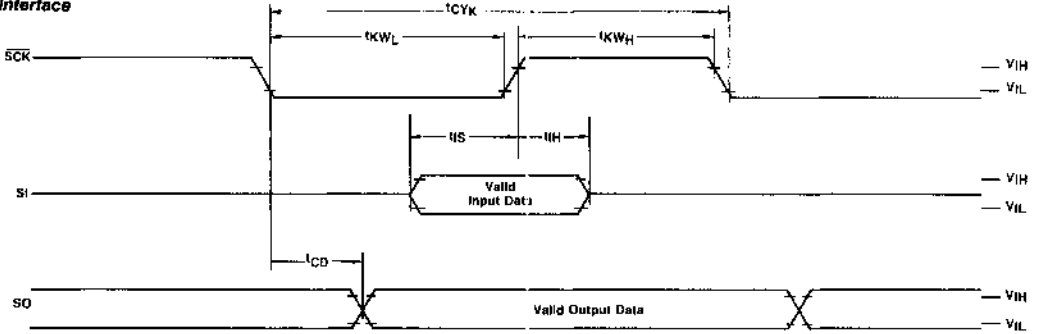 Interface
tCYK
tKWL
tKWH
SCK
VIH
VIL
tIS
tIH
SI
Valid
Input Data
VIH
VIL
tCD
SO
Valid Output Data
VIH
VIL